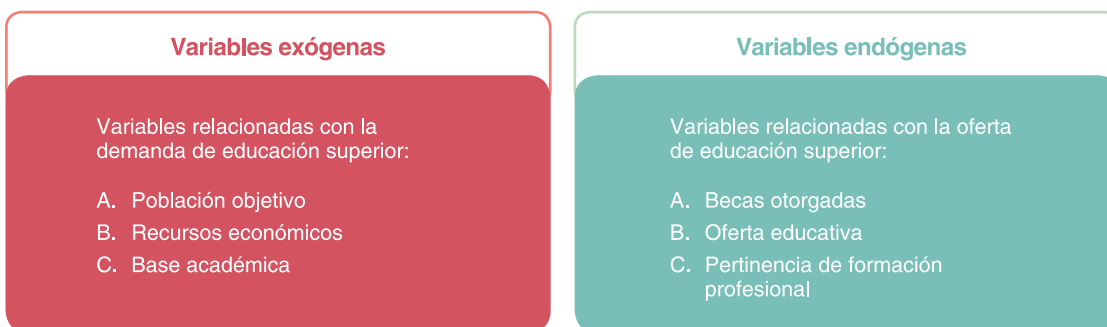 Variables exógenas
Variables relacionadas con la
demanda de educación superior:
A. Población objetivo
B. Recursos económicos
C. Base académica
Variables endógenas
Variables relacionadas con la oferta
de educación superior:
A. Becas otorgadas
B. Oferta educativa
C. Pertinencia de formación
profesional